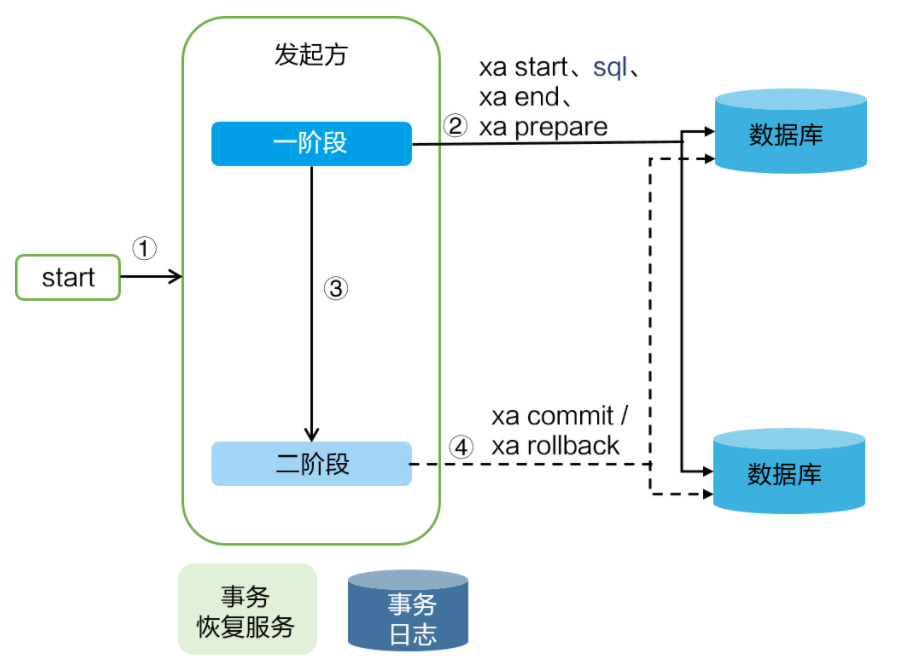 发起方
xa start、sql、
xa end、
xa prepare
②
一阶段
数据库
①
start
③
xa commit /
xa rollback
④
二阶段
数据库
事务
恢复服务
事务
日志